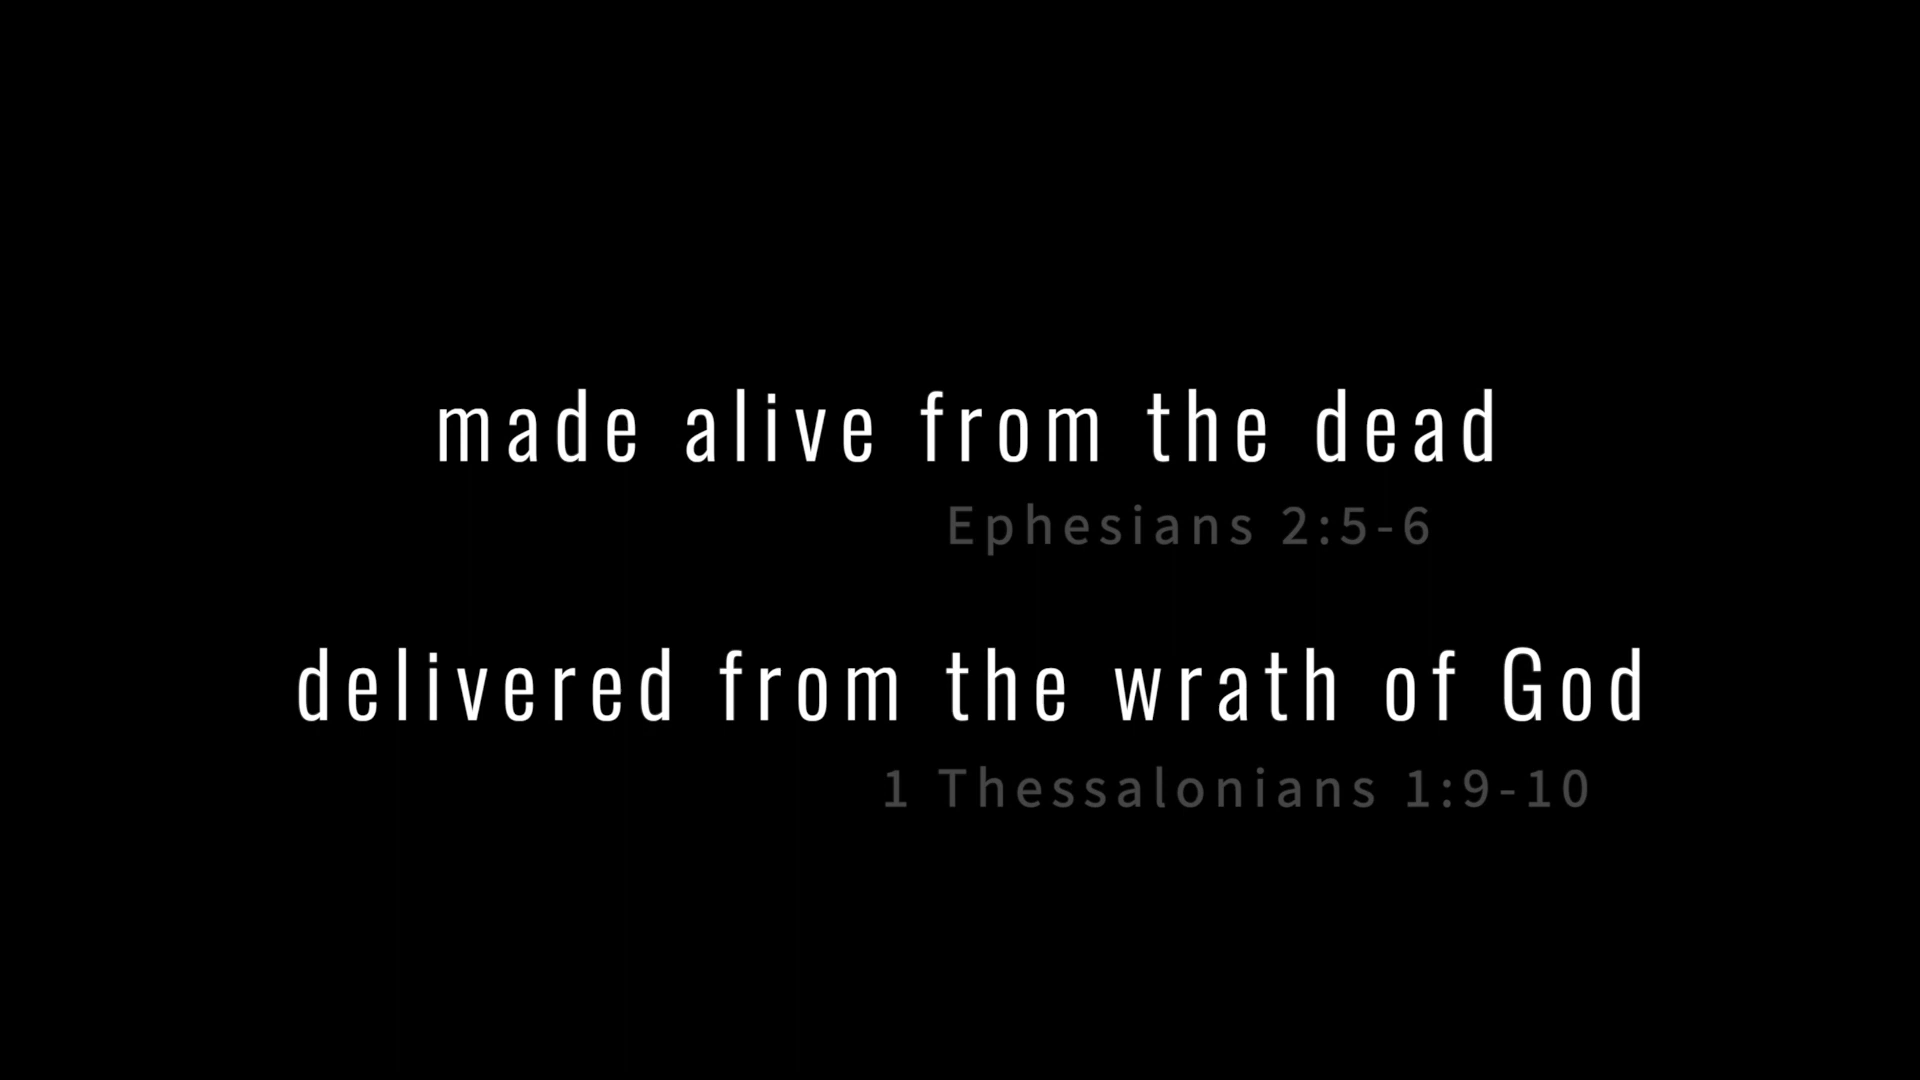 made alive from the dead
Ephesians 2:5-6
delivered from the wrath of God
1 Thessalonians 1:9-10